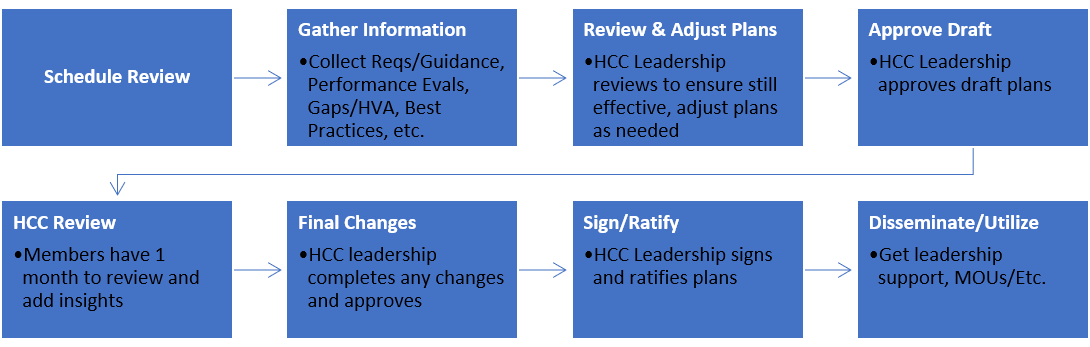 Schedule Review
Gather Information
•Collect Reqs/Guidance,
Performance Evals,
Gaps/HVA, Best
Practices, etc.
Review & Adjust Plans
•HCC Leadership
reviews to ensure still
effective, adjust plans
as needed
Approve Draft
•HCC Leadership
approves draft plans
HCC Review
•Members have 1
month to review and
add insights
Final Changes
•HCC leadership
completes any changes
and approves
Sign/Ratify
•HCC Leadership signs
and ratifies plans
Disseminate/Utilize
•Get leadership
support, MOUs/Etc.